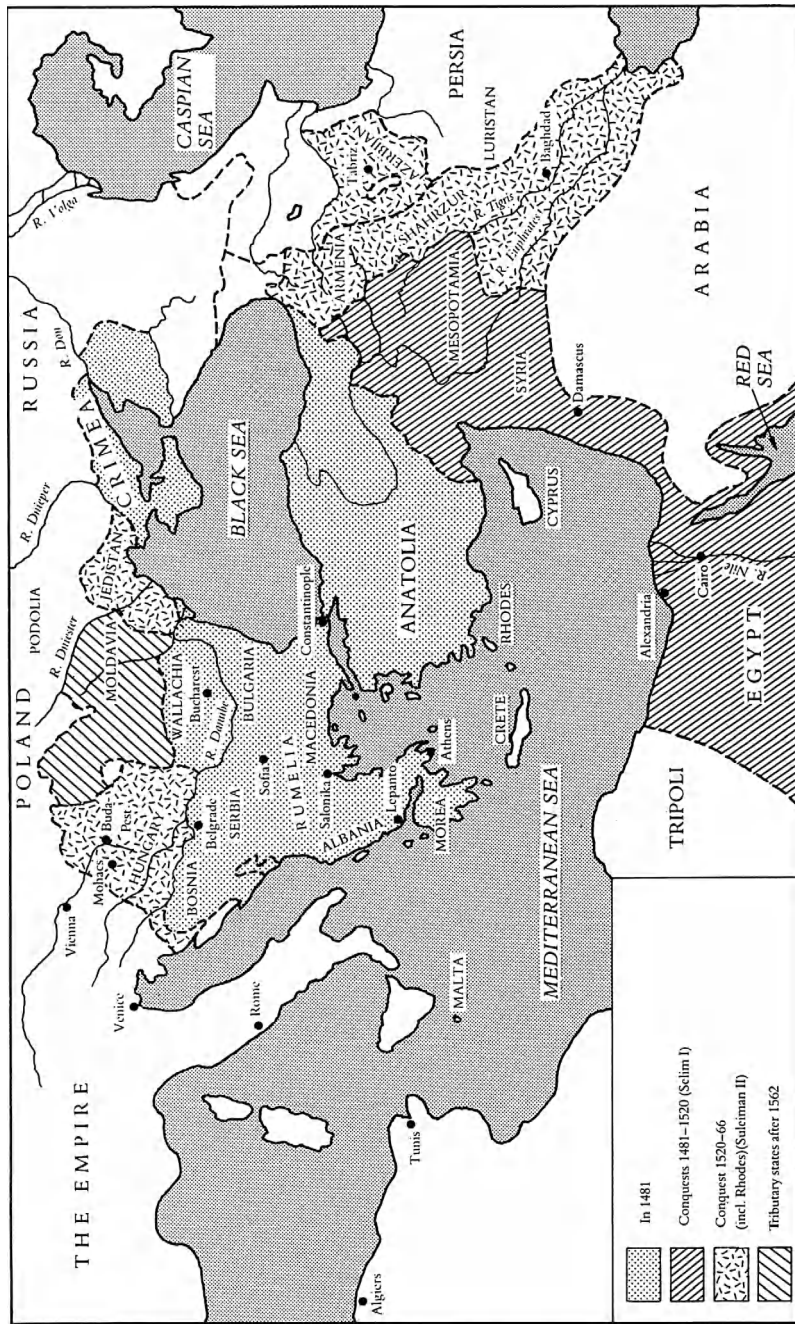 THE EMPIRE
POLAND
RUSSIA
PODOLIA
R. Dniester
R. Dnieper
R. Don
R. Volga
CASPIAN
SEA
Vienna
Mohacs
Buda-
Pest
HUNGARY
MOLDAVIA
JEDISTAN
CRIMEA
Venice
BOSNIA
Belgrade
SERBIA
WALLACHIA
Bucharest
R. Danube
BULGARIA
BLACK SEA
Rome
Sofia
RUMELIA
MACEDONIA
Salonika
ALBANIA
Lepanto
Athens
MOREA
Constantinople
ANATOLIA
ARMENIA
AZERBIJAN
Tabriz
PERSIA
LURISTAN
SHAHRZUR
R. Tigris
R. Euphrates
Baghdad
MESOPOTAMIA
SYRIA
Damascus
ARABIA
Algiers
Tunis
MALTA
CRETE
RHODES
CYPRUS
MEDITERRANEAN SEA
TRIPOLI
Alexandria
Cairo
R. Nile
EGYPT
RED
SEA
In 1481
Conquests 1481–1520 (Selim I)
Conquest 1520–66
(incl. Rhodes)(Suleiman II)
Tributary states after 1562